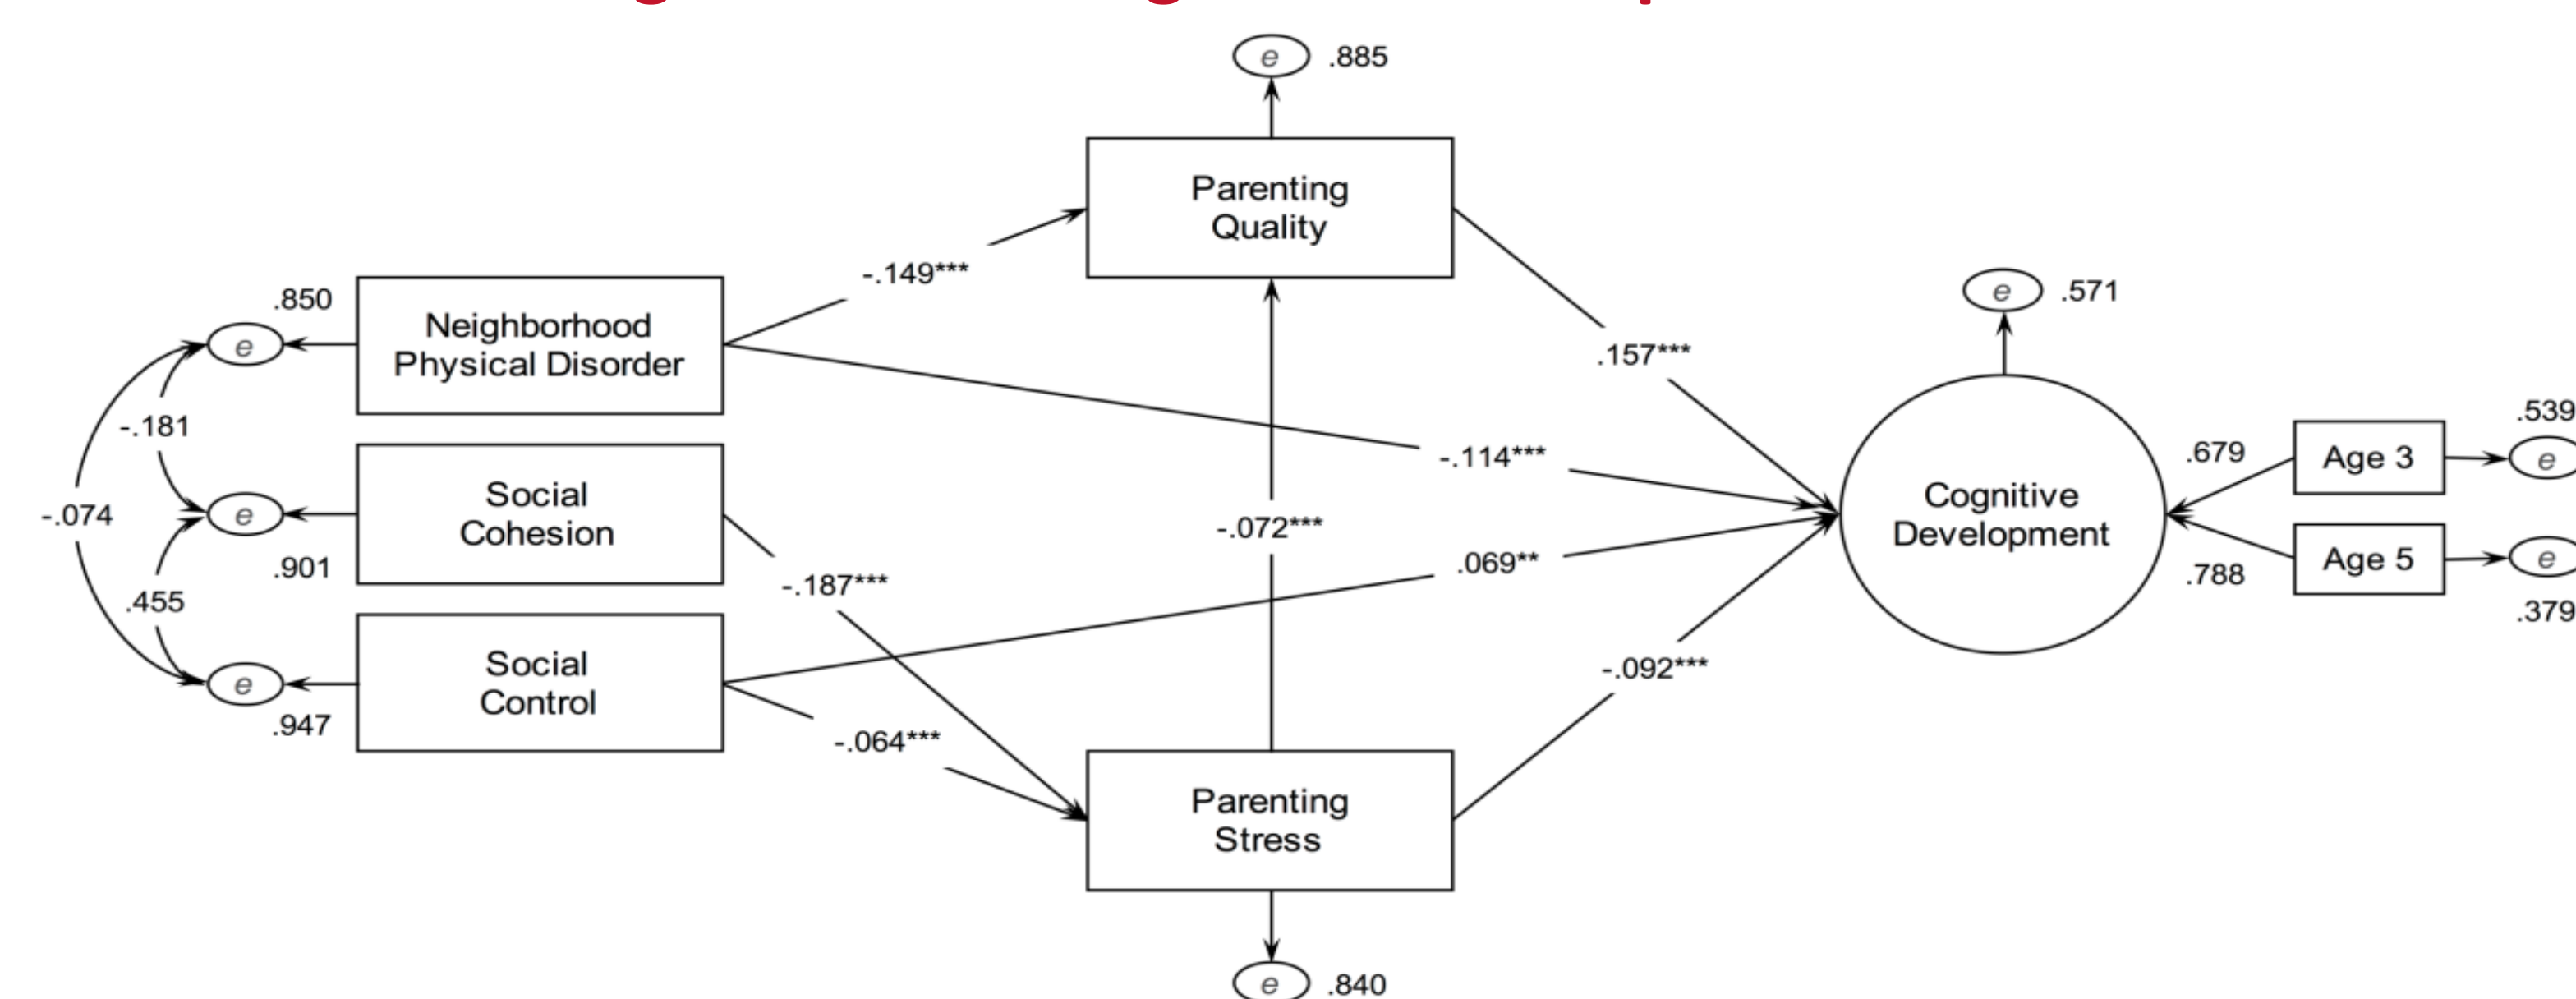 e .885
Parenting
Quality
-.149***
.850
e
Neighborhood
Physical Disorder
.157***
e .571
-.181
-.114***
.539
.679
Age 3
e
Social
Cohesion
e
.901
-.074
-.072***
Cognitive
Development
.069**
Age 5
e
.788
.379
-.187***
.455
Social
Control
e
.947
-.064***
-.092***
Parenting
Stress
e .840